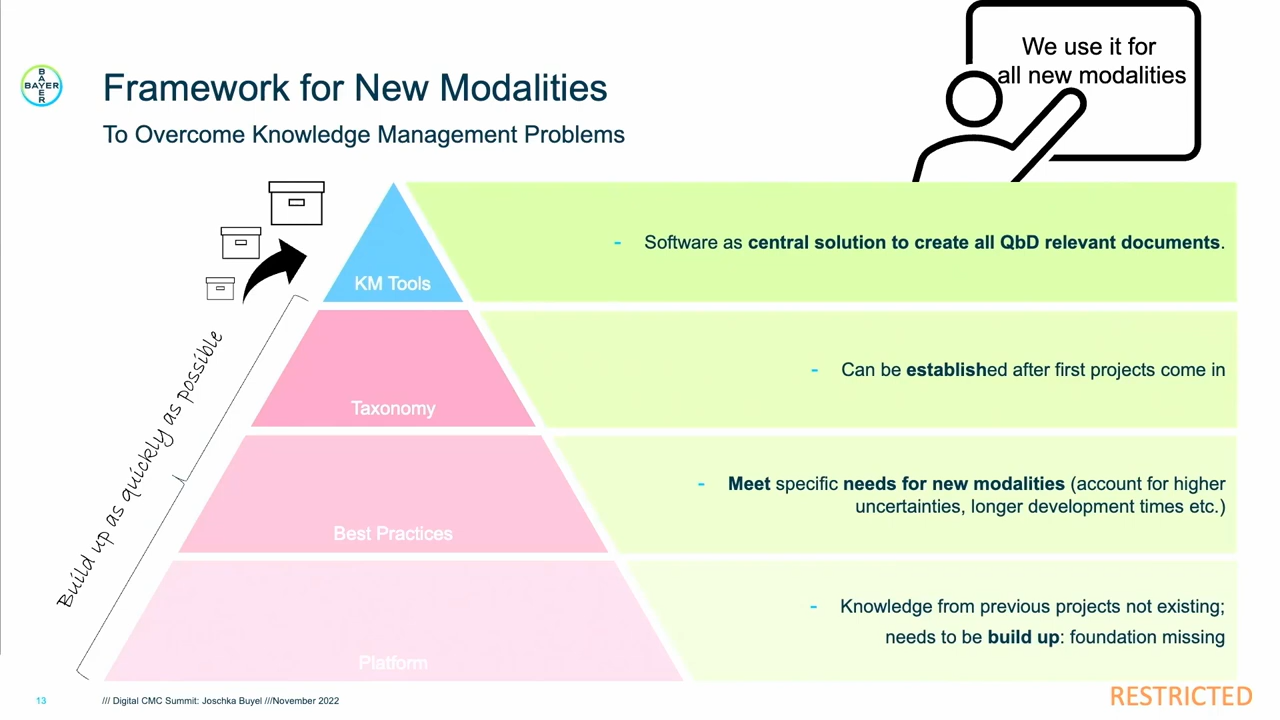 We use it for
all new modalities
BAYER
BAYER
Framework for New Modalities
To Overcome Knowledge Management Problems
- Software as central solution to create all QbD relevant documents.
KM Tools
- Can be established after first projects come in
Taxonomy
- Meet specific needs for new modalities (account for higher
uncertainties, longer development times etc.)
Best Practices
- Knowledge from previous projects not existing;
needs to be build up: foundation missing
Platform
Build up as quickly as possible
13
/// Digital CMC Summit: Joschka Buyel ///November 2022
RESTRICTED